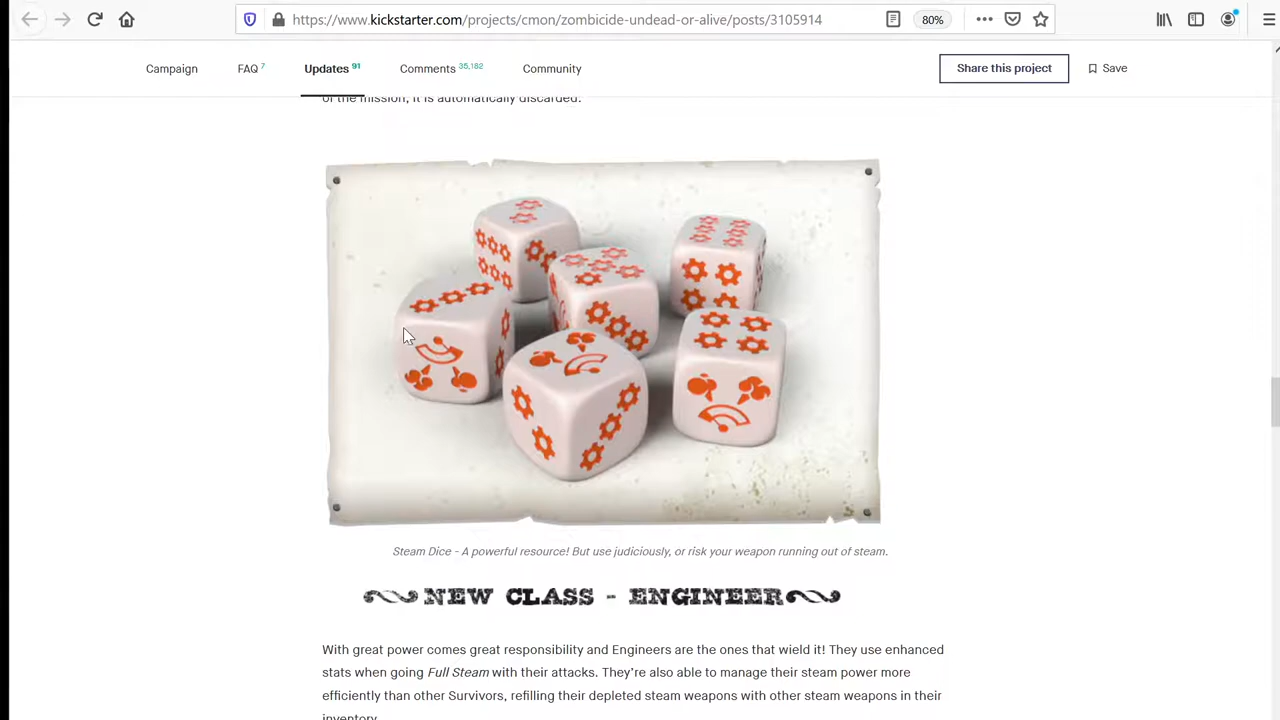 https://www.kickstarter.com/projects/cmon/zombicide-undead-or-alive/posts/3105914
80%
Campaign
FAQ 7
Updates 91
Comments 35,182
Community
Share this project
Save
of the mission, it is automatically discarded.
Steam Dice - A powerful resource! But use judiciously, or risk your weapon running out of steam.
NEW CLASS - ENGINEER
With great power comes great responsibility and Engineers are the ones that wield it! They use enhanced
stats when going Full Steam with their attacks. They're also able to manage their steam power more
efficiently than other Survivors, refilling their depleted steam weapons with other steam weapons in their
inventory.